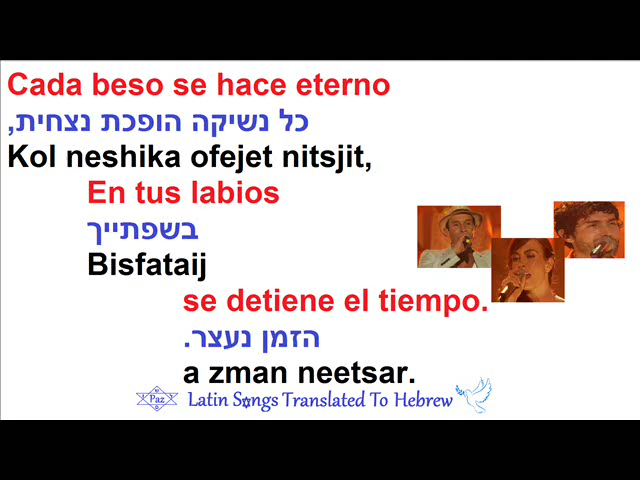 Cada beso se hace eterno
כל נשיקה הופכת נצחית,
Kol neshika ofejet nitsjit,
En tus labios
בשפתייך
Bisfataij
se detiene el tiempo.
הזמן נעצר.
a zman neetsar.
Paz Latin Songs Translated To Hebrew